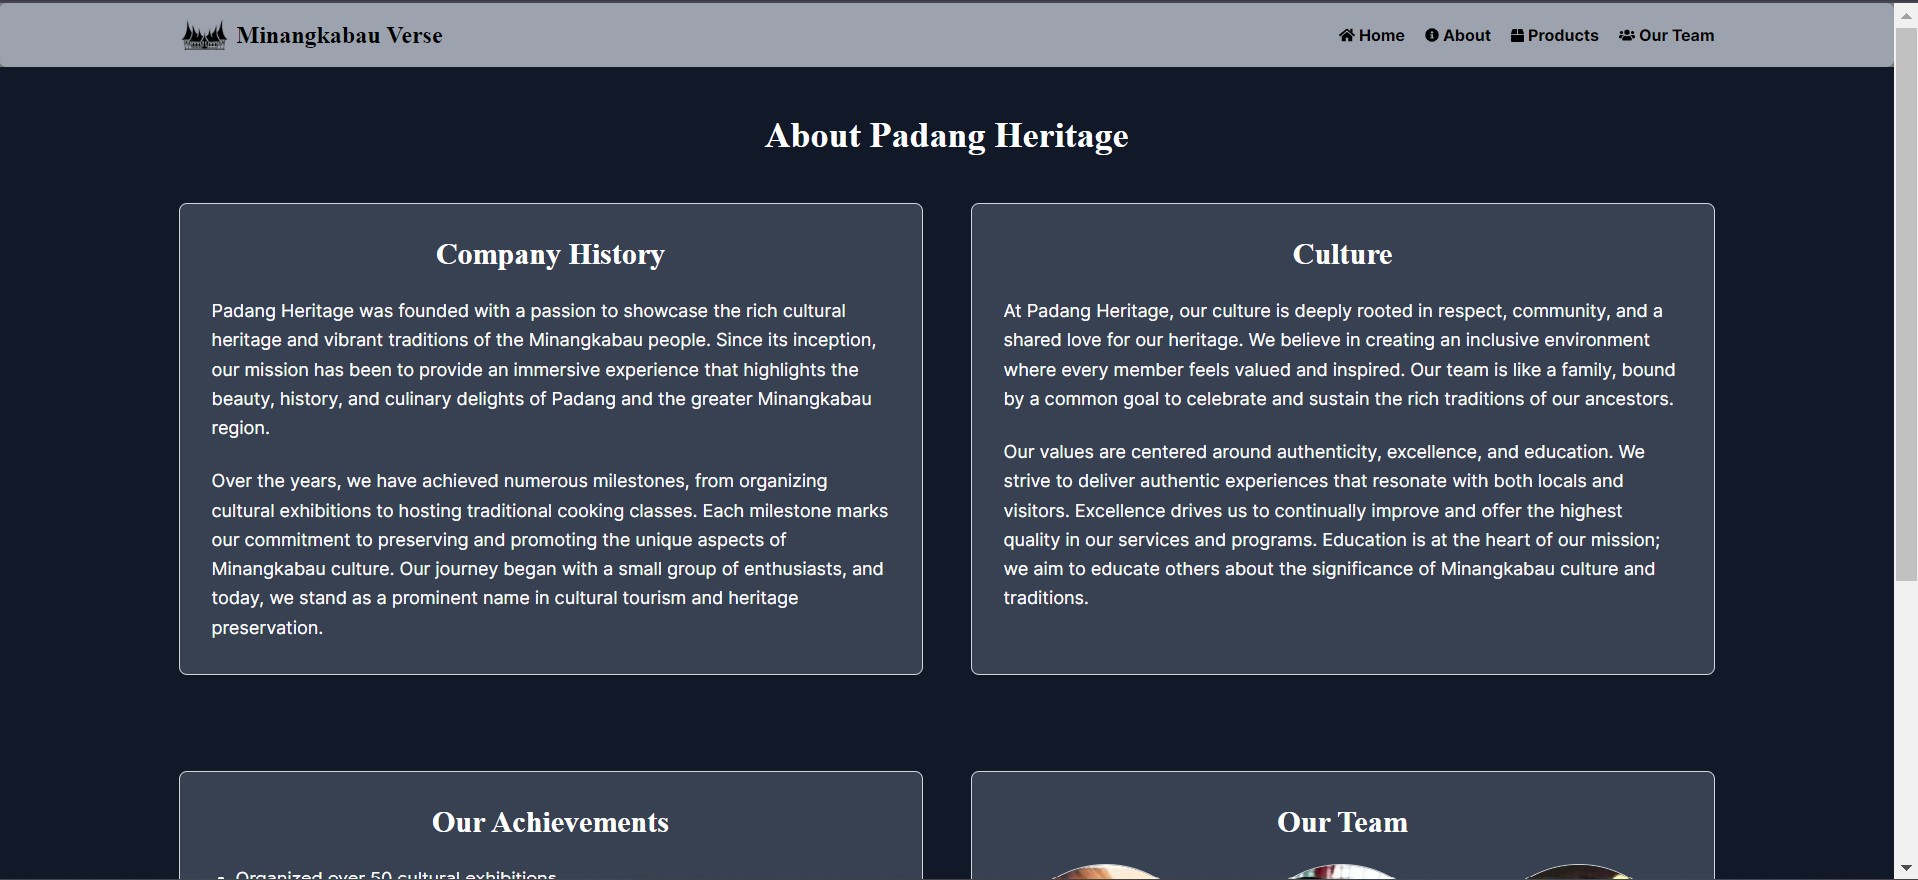 Minangkabau Verse
Home
About
Products
Our Team
About Padang Heritage
Company History
Padang Heritage was founded with a passion to showcase the rich cultural
heritage and vibrant traditions of the Minangkabau people. Since its inception,
our mission has been to provide an immersive experience that highlights the
beauty, history, and culinary delights of Padang and the greater Minangkabau
region.
Over the years, we have achieved numerous milestones, from organizing
cultural exhibitions to hosting traditional cooking classes. Each milestone marks
our commitment to preserving and promoting the unique aspects of
Minangkabau culture. Our journey began with a small group of enthusiasts, and
today, we stand as a prominent name in cultural tourism and heritage
preservation.
Culture
At Padang Heritage, our culture is deeply rooted in respect, community, and a
shared love for our heritage. We believe in creating an inclusive environment
where every member feels valued and inspired. Our team is like a family, bound
by a common goal to celebrate and sustain the rich traditions of our ancestors.
Our values are centered around authenticity, excellence, and education. We
strive to deliver authentic experiences that resonate with both locals and
visitors. Excellence drives us to continually improve and offer the highest
quality in our services and programs. Education is at the heart of our mission;
we aim to educate others about the significance of Minangkabau culture and
traditions.
Our Achievements
Organized over 50 cultural exhibitions
Our Team